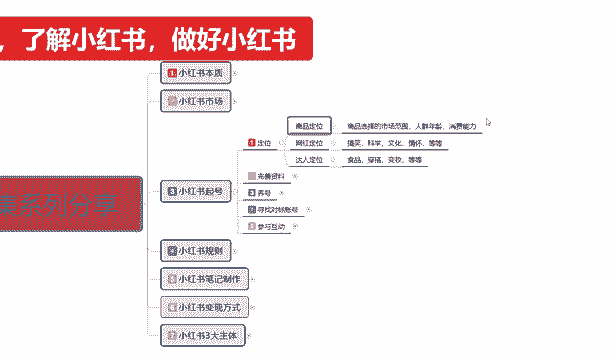 ，了解小红书，做好小红书
1 小红书本质
2 小红书市场
3 小红书起号
1 定位
商品定位
商品选择的市场范围、人群年龄、消费能力
网红定位
搞笑、科学、文化、情怀、等等
达人定位
食品、穿搭、变妆、等等
完善资料
3 养号
寻找对标账号
5 参与互动
4 小红书规则
5 小红书笔记制作
6 小红书变现方式
7 小红书3大主体